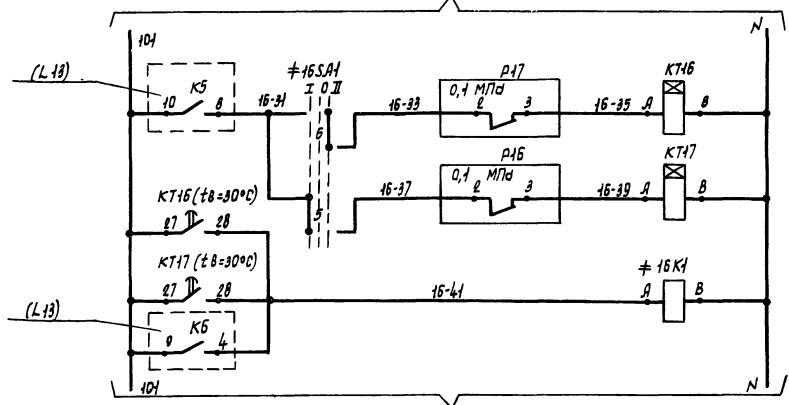 101
N
(L13)
K5
≠16SA1
P17
KT16
I O II
0,1 МПа
10
8
16-31
16-33
2
3
16-35
A
B
6
P16
KT17
0,1 МПа
KT16 (tв=30°C)
16-37
2
3
16-39
A
B
27
28
5
KT17 (tв=30°C)
≠16K1
27
28
16-41
A
B
(L13)
K6
9
4
101
N